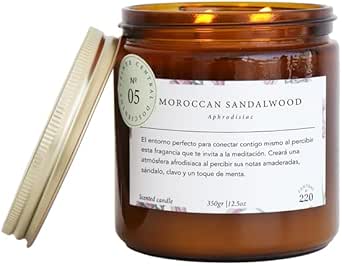 Nº
05
MOROCCAN SANDALWOOD
Aphrodisiac
El entorno perfecto para conectar contigo mismo al percibir
esta fragancia que te invita a la meditación. Creará una
atmósfera afrodisiaca al percibir sus notas amaderadas,
sándalo, clavo y un toque de menta.
Scented candle
350gr |12.5oz
220